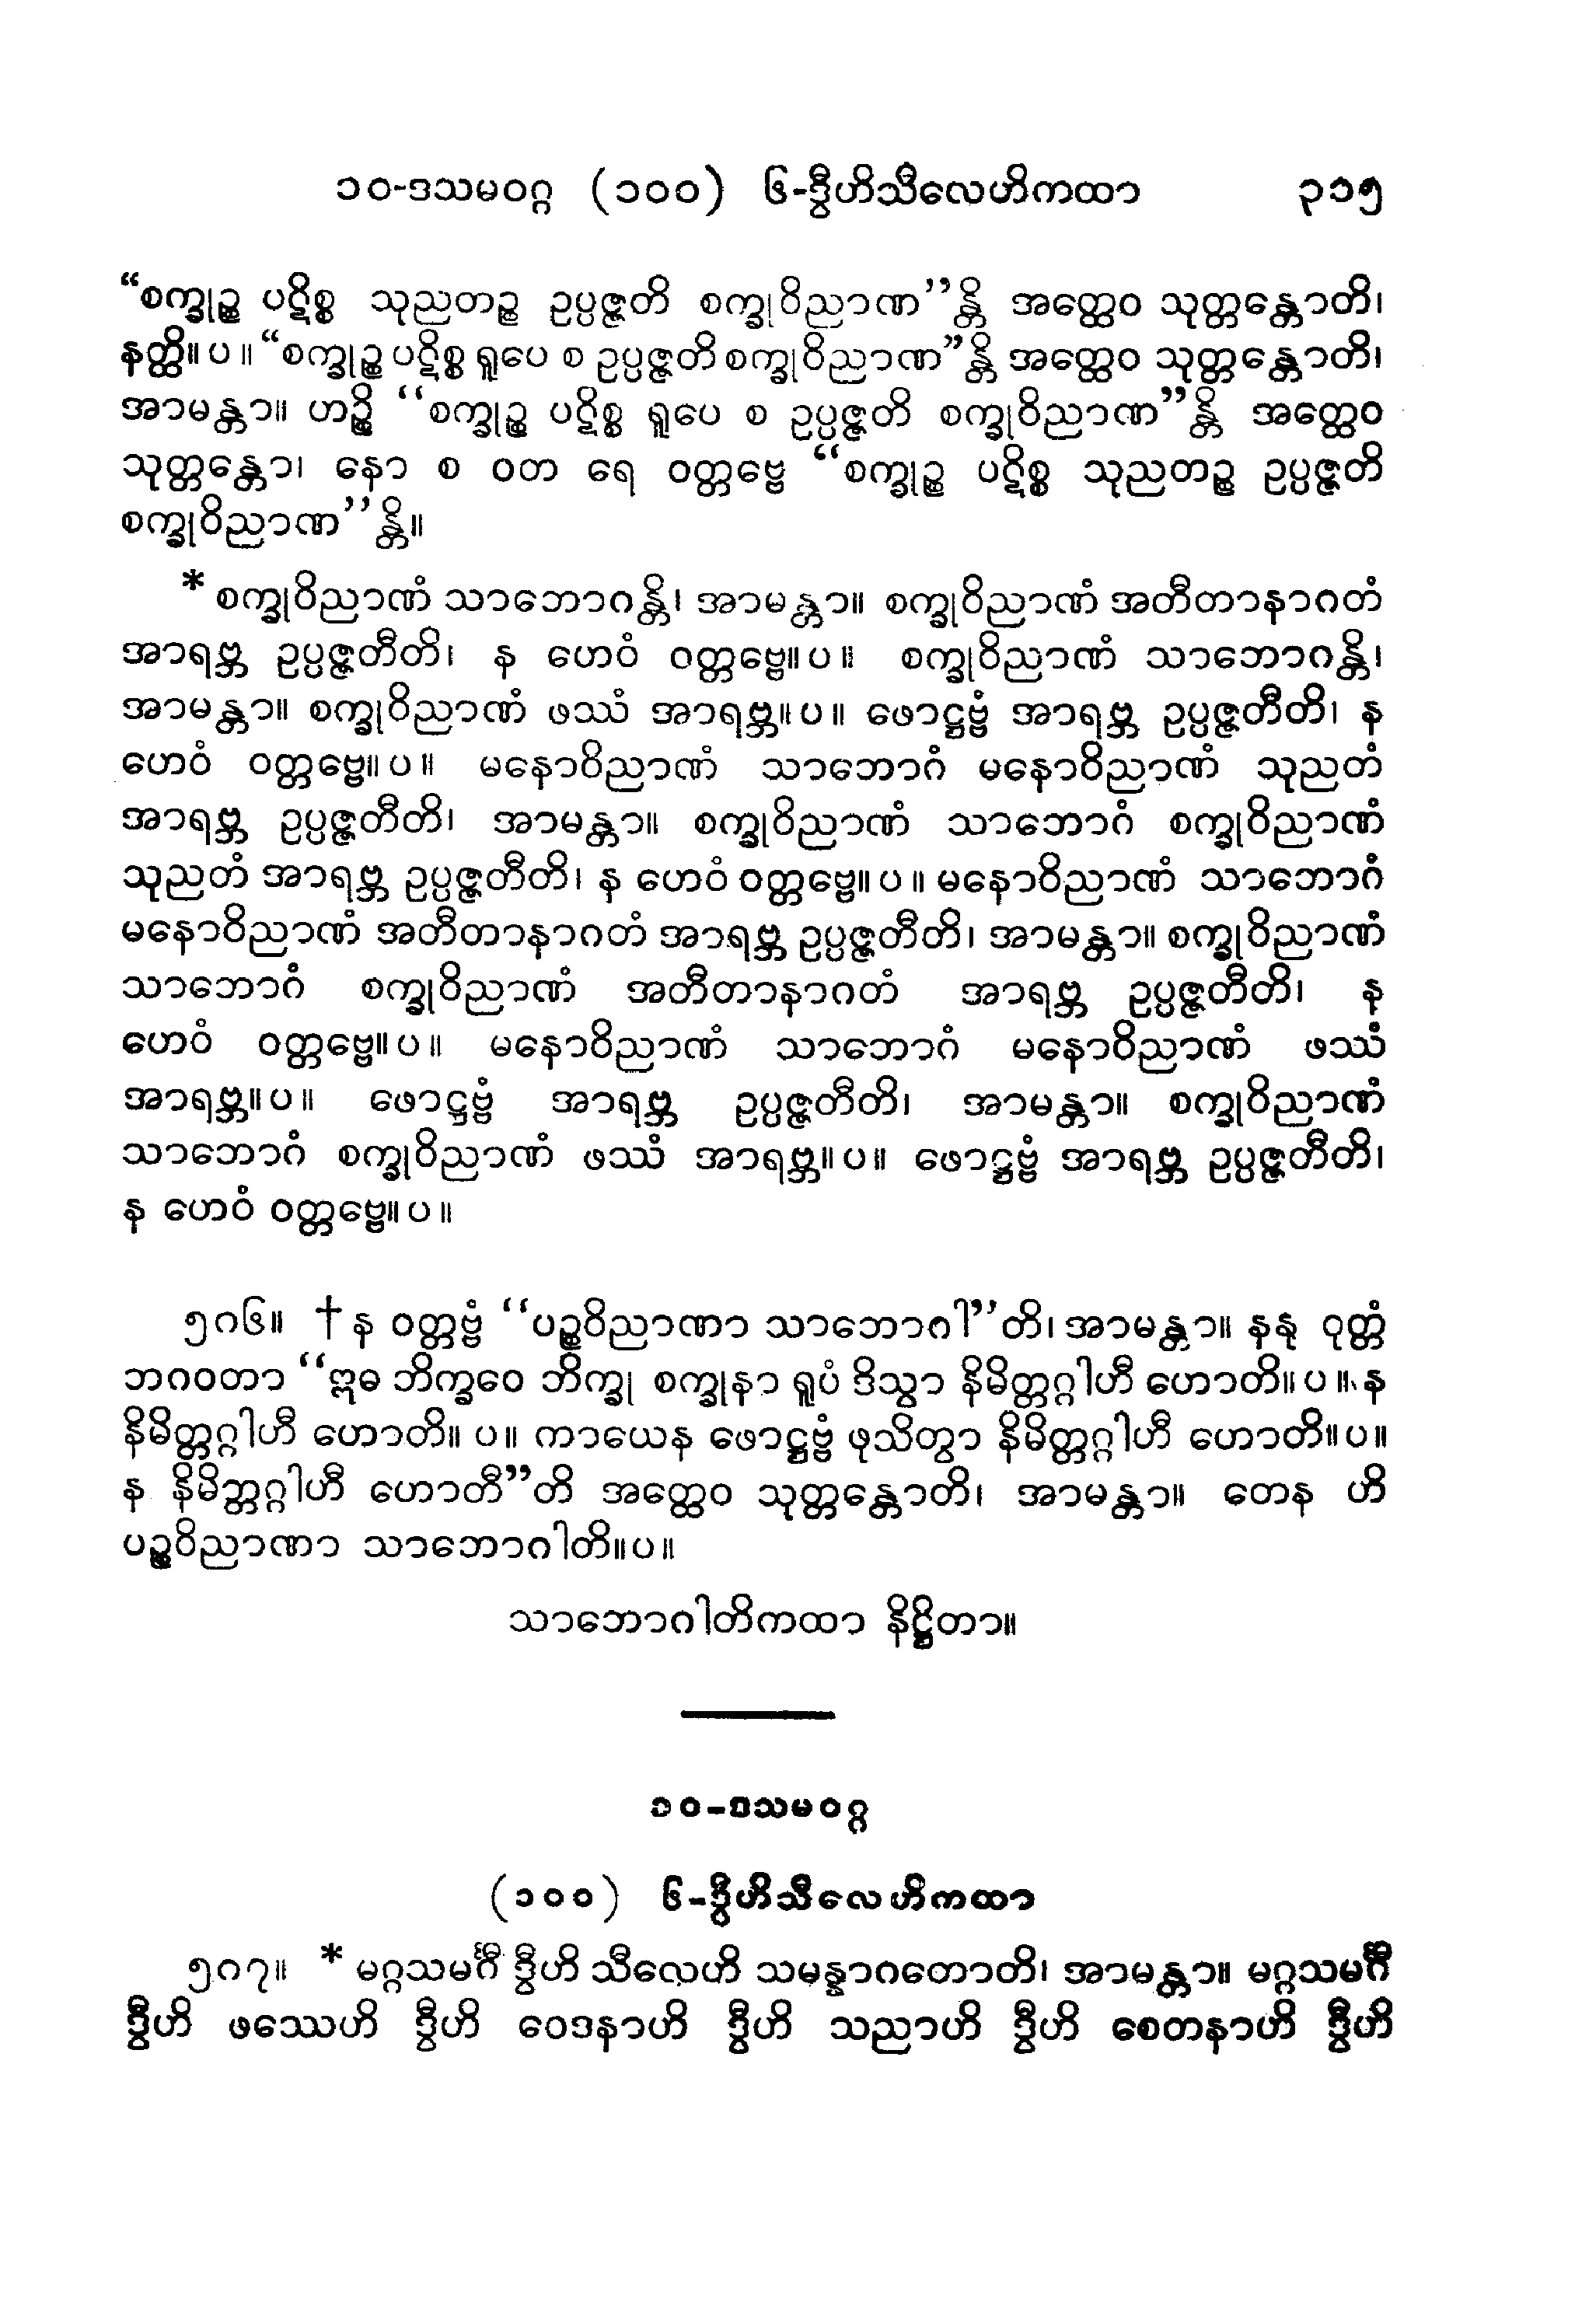 ၁၀-ဒသမဝဂ္ဂ (၁၀၀) ၆-ဒွီဟိသီလေဟိကထာ ၃၁၅
“စက္ခုဉ္စ ပဋိစ္စ သုညတဉ္စ ဥပ္ပဇ္ဇတိ စက္ခုဝိညာဏ”န္တိ အတ္ထေဝ သုတ္တန္တောတိ၊
နတ္ထိ။ပ။ “စက္ခုဉ္စ ပဋိစ္စ ရူပေ စ ဥပ္ပဇ္ဇတိ စက္ခုဝိညာဏ”န္တိ အတ္ထေဝ သုတ္တန္တောတိ၊
အာမန္တာ။ ဟဉ္စိ “စက္ခုဉ္စ ပဋိစ္စ ရူပေ စ ဥပ္ပဇ္ဇတိ စက္ခုဝိညာဏ”န္တိ အတ္ထေဝ
သုတ္တန္တော၊ နော စ ဝတ ရေ ဝတ္တဗ္ဗေ “စက္ခုဉ္စ ပဋိစ္စ သုညတဉ္စ ဥပ္ပဇ္ဇတိ
စက္ခုဝိညာဏ”န္တိ။
* စက္ခုဝိညာဏံ သာဘောဂန္တိ၊ အာမန္တာ။ စက္ခုဝိညာဏံ အတီတာနာဂတံ
အာရဗ္ဘ ဥပ္ပဇ္ဇတီတိ၊ န ဟေဝံ ဝတ္တဗ္ဗေ။ပ။ စက္ခုဝိညာဏံ သာဘောဂန္တိ၊
အာမန္တာ။ စက္ခုဝိညာဏံ ဖဿံ အာရဗ္ဘ။ပ။ ဖောဋ္ဌဗ္ဗံ အာရဗ္ဘ ဥပ္ပဇ္ဇတီတိ၊ န
ဟေဝံ ဝတ္တဗ္ဗေ။ပ။ မနောဝိညာဏံ သာဘောဂံ မနောဝိညာဏံ သုညတံ
အာရဗ္ဘ ဥပ္ပဇ္ဇတီတိ၊ အာမန္တာ။ စက္ခုဝိညာဏံ သာဘောဂံ စက္ခုဝိညာဏံ
သုညတံ အာရဗ္ဘ ဥပ္ပဇ္ဇတီတိ၊ န ဟေဝံ ဝတ္တဗ္ဗေ။ပ။ မနောဝိညာဏံ သာဘောဂံ
မနောဝိညာဏံ အတီတာနာဂတံ အာရဗ္ဘ ဥပ္ပဇ္ဇတီတိ၊ အာမန္တာ။ စက္ခုဝိညာဏံ
သာဘောဂံ စက္ခုဝိညာဏံ အတီတာနာဂတံ အာရဗ္ဘ ဥပ္ပဇ္ဇတီတိ၊ န
ဟေဝံ ဝတ္တဗ္ဗေ။ပ။ မနောဝိညာဏံ သာဘောဂံ မနောဝိညာဏံ ဖဿံ
အာရဗ္ဘ။ပ။ ဖောဋ္ဌဗ္ဗံ အာရဗ္ဘ ဥပ္ပဇ္ဇတီတိ၊ အာမန္တာ။ စက္ခုဝိညာဏံ
သာဘောဂံ စက္ခုဝိညာဏံ ဖဿံ အာရဗ္ဘ။ပ။ ဖောဋ္ဌဗ္ဗံ အာရဗ္ဘ ဥပ္ပဇ္ဇတီတိ၊
န ဟေဝံ ဝတ္တဗ္ဗေ။ပ။
၅၈၆။ † န ဝတ္တဗ္ဗံ “ပဉ္စဝိညာဏာ သာဘောဂါ”တိ၊ အာမန္တာ။ နနု ဝုတ္တံ
ဘဂဝတာ “ဣဓ ဘိက္ခဝေ ဘိက္ခု စက္ခုနာ ရူပံ ဒိသွာ နိမိတ္တဂ္ဂါဟီ ဟောတိ။ပ။ န
နိမိတ္တဂ္ဂါဟီ ဟောတိ။ ပ။ ကာယေန ဖောဋ္ဌဗ္ဗံ ဖုသိတွာ နိမိတ္တဂ္ဂါဟီ ဟောတိ။ပ။
န နိမိတ္တဂ္ဂါဟီ ဟောတီ”တိ အတ္ထေဝ သုတ္တန္တောတိ၊ အာမန္တာ။ တေန ဟိ
ပဉ္စဝိညာဏာ သာဘောဂါတိ။ပ။
သာဘောဂါတိကထာ နိဋ္ဌိတာ။
၁၀-ဒသမဝဂ္ဂ
(၁၀၀) ၆-ဒွီဟိသီလေဟိကထာ
၅၈၇။ * မဂ္ဂသမင်္ဂီ ဒွီဟိ သီလေဟိ သမန္နာဂတောတိ၊ အာမန္တာ။ မဂ္ဂသမင်္ဂီ
ဒွီဟိ ဖဿေဟိ ဒွီဟိ ဝေဒနာဟိ ဒွီဟိ သညာဟိ ဒွီဟိ စေတနာဟိ ဒွီဟိ